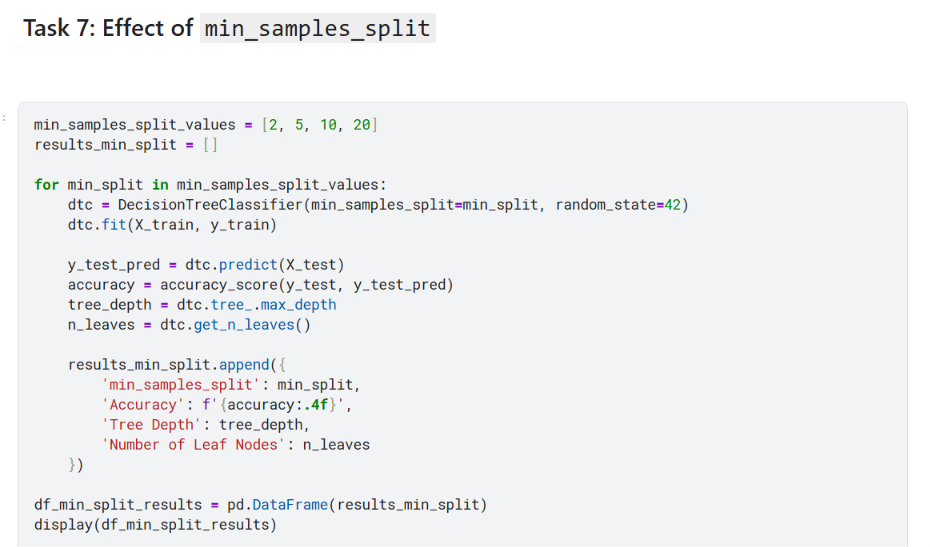 Task 7: Effect of min_samples_split
:
min_samples_split_values = [2, 5, 10, 20]
results_min_split = []
for min_split in min_samples_split_values:
    dtc = DecisionTreeClassifier(min_samples_split=min_split, random_state=42)
    dtc.fit(X_train, y_train)
    y_test_pred = dtc.predict(X_test)
    accuracy = accuracy_score(y_test, y_test_pred)
    tree_depth = dtc.tree_.max_depth
    n_leaves = dtc.get_n_leaves()
    results_min_split.append({
        'min_samples_split': min_split,
        'Accuracy': f'{accuracy:.4f}',
        'Tree Depth': tree_depth,
        'Number of Leaf Nodes': n_leaves
    })
df_min_split_results = pd.DataFrame(results_min_split)
display(df_min_split_results)